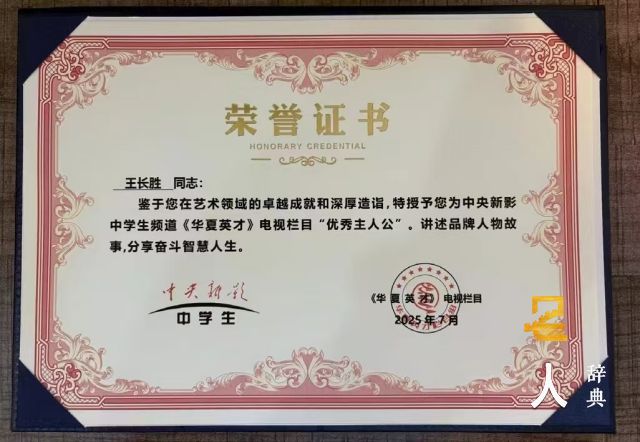 荣誉证书
HONORARY CREDENTIAL
王长胜 同志：
鉴于您在艺术领域的卓越成就和深厚造诣，特授予您为中央新影
中学生频道《华夏英才》电视栏目“优秀主人公”。讲述品牌人物故
事，分享奋斗智慧人生。
中央新影
中学生
《华夏英才》 电视栏目
2025年7月
人
辞典